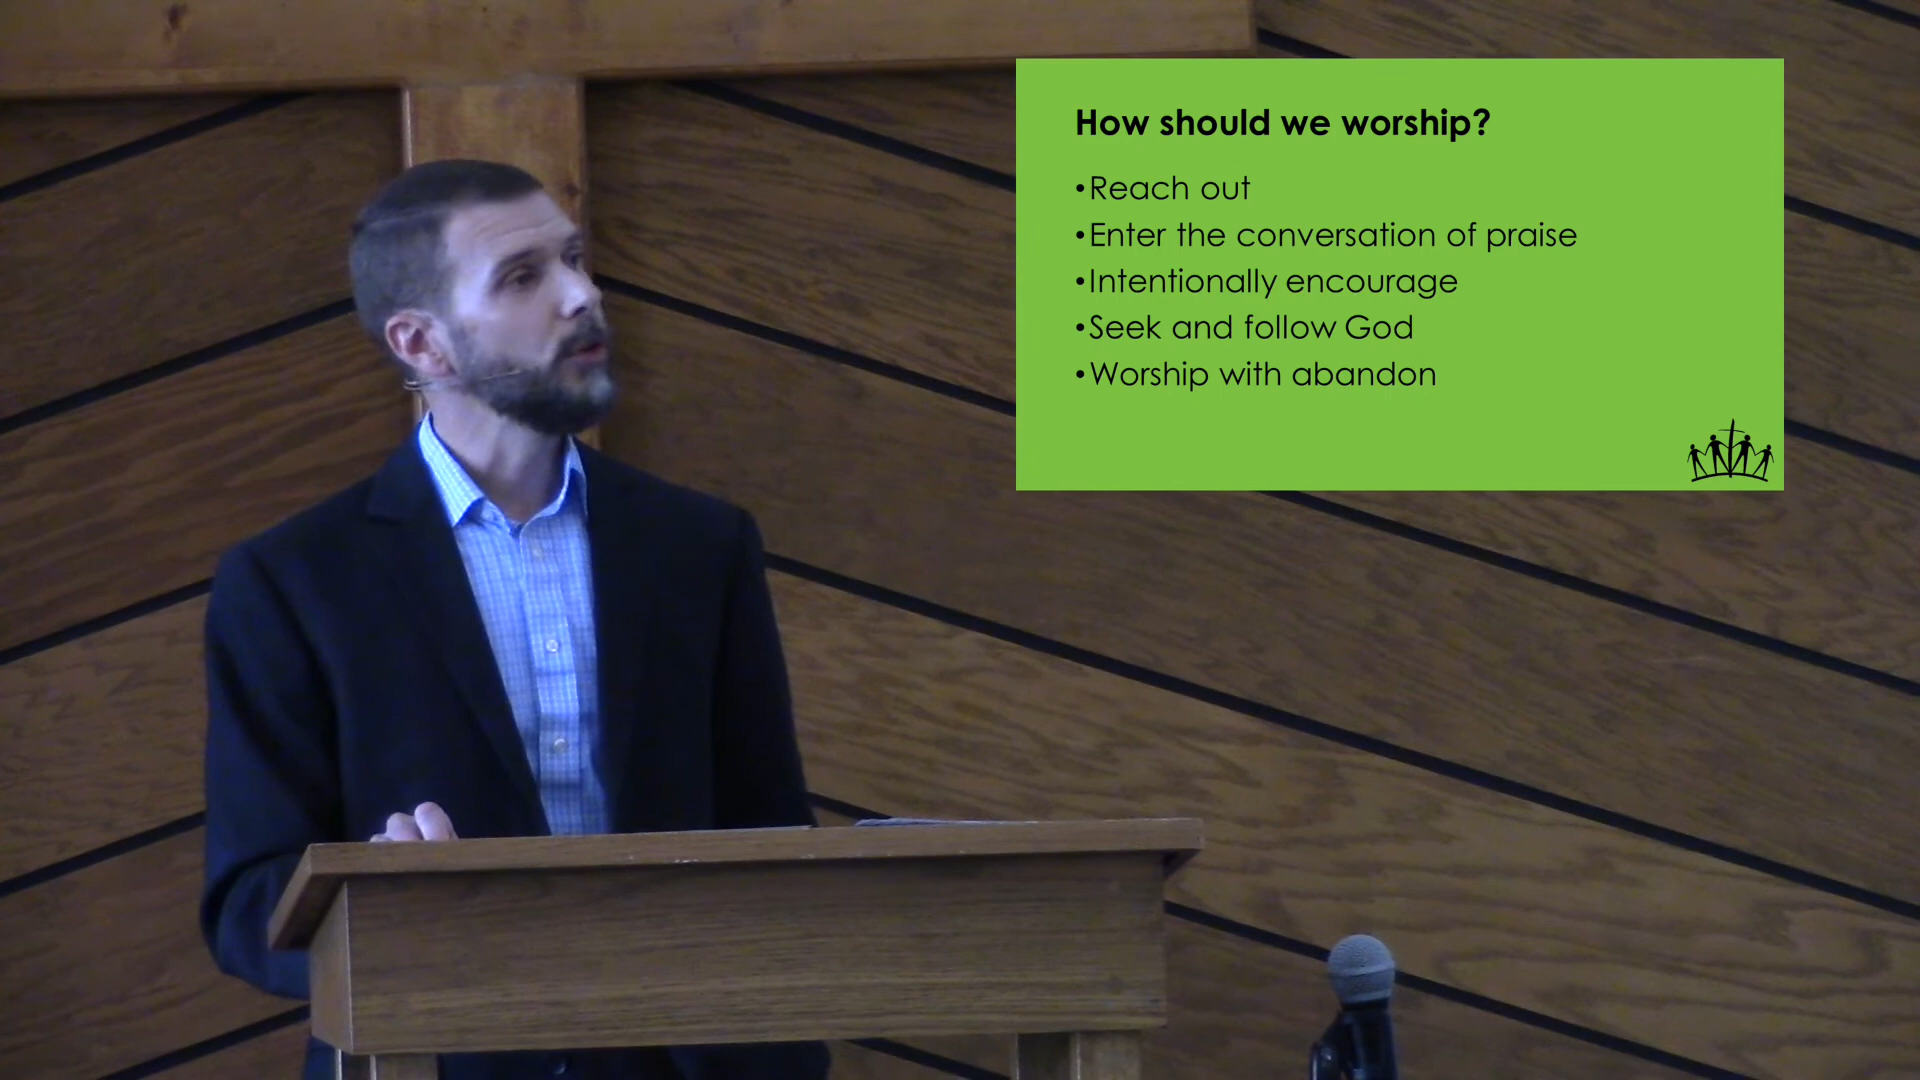 How should we worship?
•Reach out
•Enter the conversation of praise
•Intentionally encourage
•Seek and follow God
•Worship with abandon